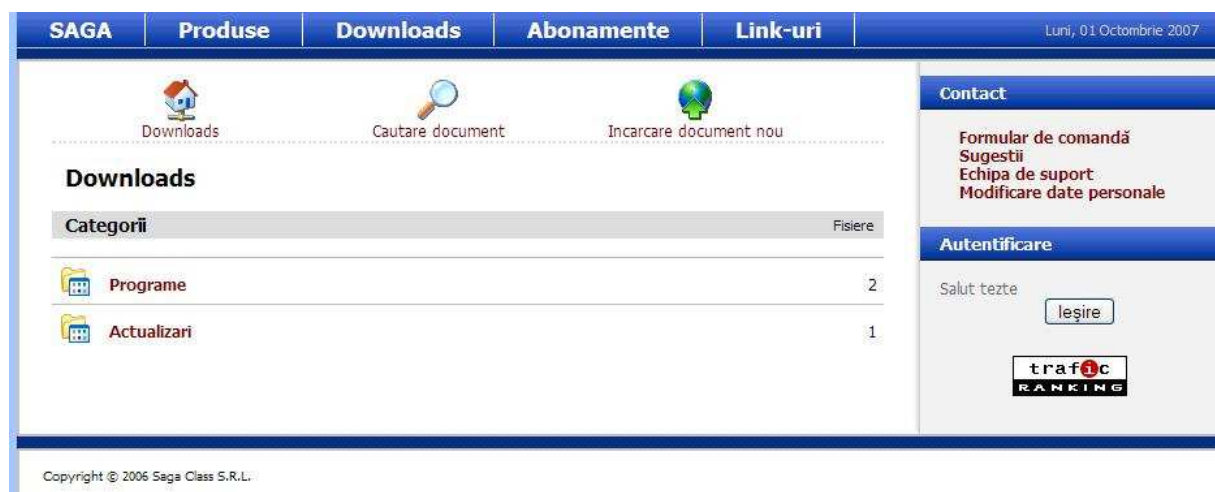 SAGA Produse Downloads Abonamente Link-uri Luni, 01 Octombrie 2007
Downloads Cautare document Incarcare document nou
Downloads
Categorii Fisiere
Programe 2
Actualizari 1
Contact
Formular de comandă
Sugestii
Echipa de suport
Modificare date personale
Autentificare
Salut tezte
Ieşire
trafic
RANKING
Copyright © 2006 Saga Class S.R.L.